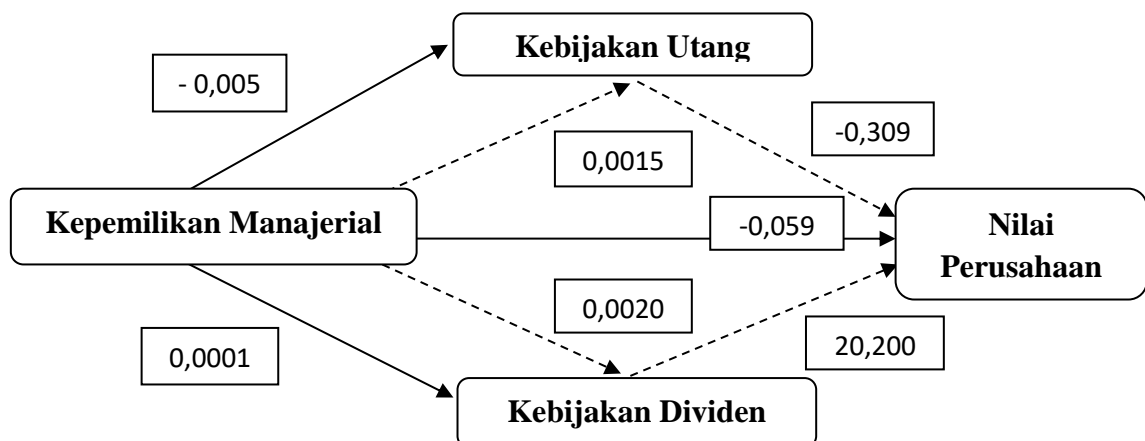 Kebijakan Utang
- 0,005
-0,309
0,0015
Kepemilikan Manajerial
-0,059
Nilai
Perusahaan
0,0020
0,0001
20,200
Kebijakan Dividen